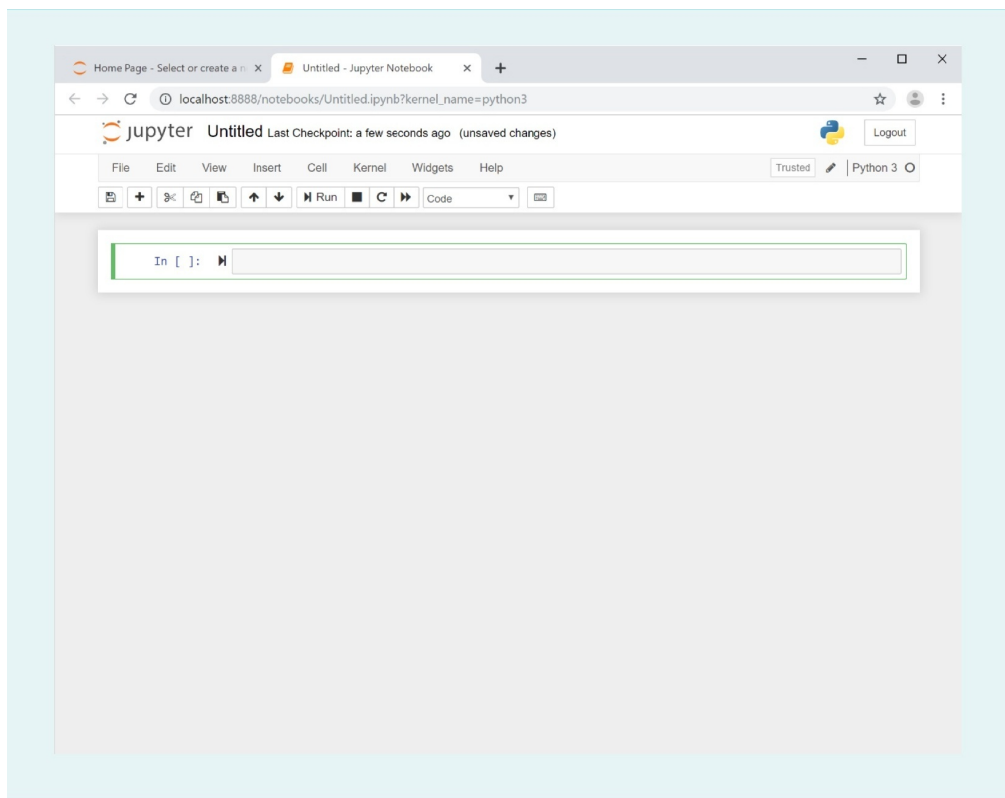 Home Page - Select or create a n
Untitled - Jupyter Notebook
localhost:8888/notebooks/Untitled.ipynb?kernel_name=python3
jupyter Untitled Last Checkpoint: a few seconds ago (unsaved changes)
Logout
File Edit View Insert Cell Kernel Widgets Help
Trusted
Python 3
Run
Code
In [ ]: